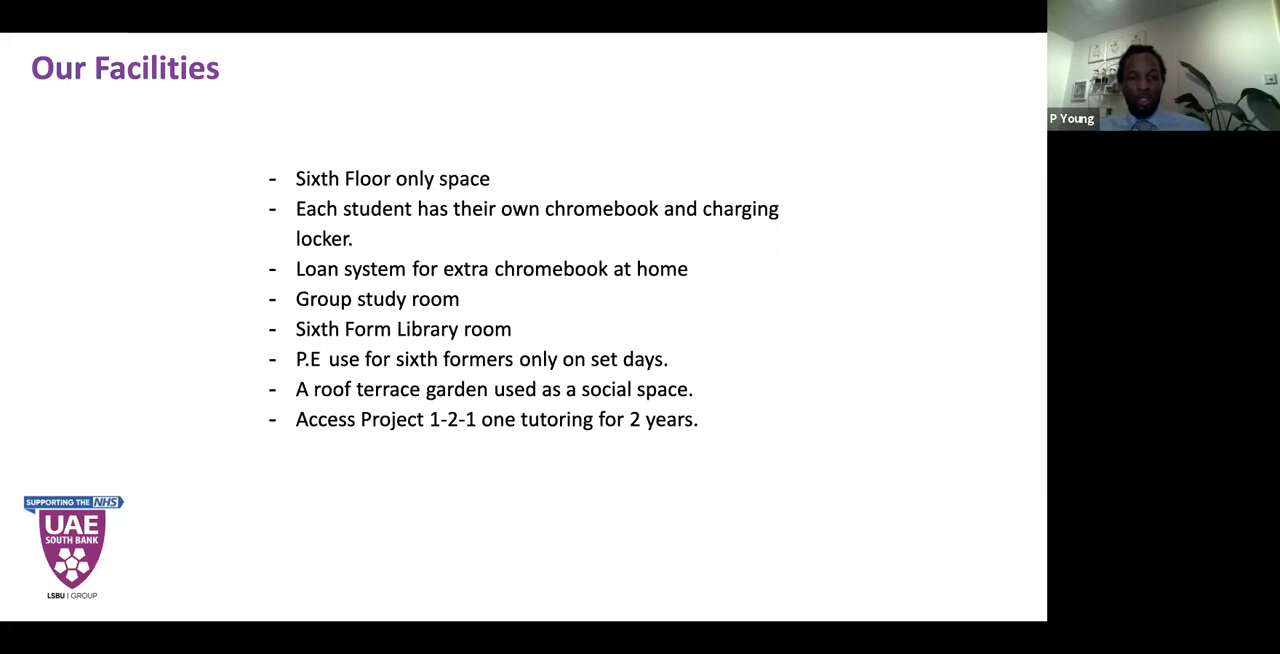 Our Facilities
P Young
- Sixth Floor only space
- Each student has their own chromebook and charging
locker.
- Loan system for extra chromebook at home
- Group study room
- Sixth Form Library room
- P.E use for sixth formers only on set days.
- A roof terrace garden used as a social space.
- Access Project 1-2-1 one tutoring for 2 years.
SUPPORTING THE NHS
UAE
SOUTH BANK
LSBU | GROUP